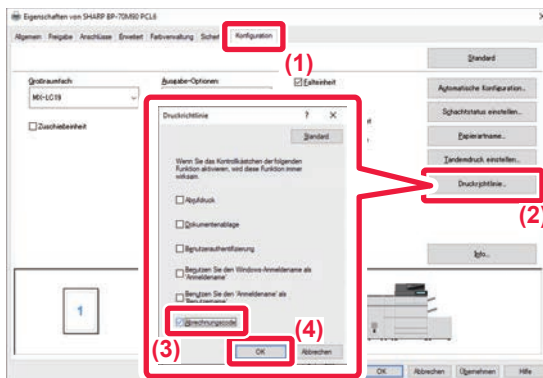 Eigenschaften von SHARP BP-70M90 PCL6
Allgemein Freigabe Anschlüsse Erweitert Farbverwaltung Sicherheit Konfiguration
(1)
Standard
Großraumfach:
Ausgabe-Optionen:
Falteinheit
MX-LC19
Automatische Konfiguration...
Zuschießeinheit
Schachtstatus einstellen...
Papierartname...
Tandemdruck einstellen...
Druckrichtlinie...
(2)
Info...
Druckrichtlinie ? X
Standard
Wenn Sie das Kontrollkästchen der folgenden
Funktion aktivieren, wird diese Funktion immer
wirksam.
Abrufdruck
Dokumentenablage
Benutzerauthentifizierung
Benutzen Sie den Windows-Anmeldename als
'Anmeldename'
Benutzen Sie den 'Anmeldename' als
'Benutzername'
Abrechnungscode
(3)
(4)
OK Abbrechen
1
OK Abbrechen Übernehmen Hilfe